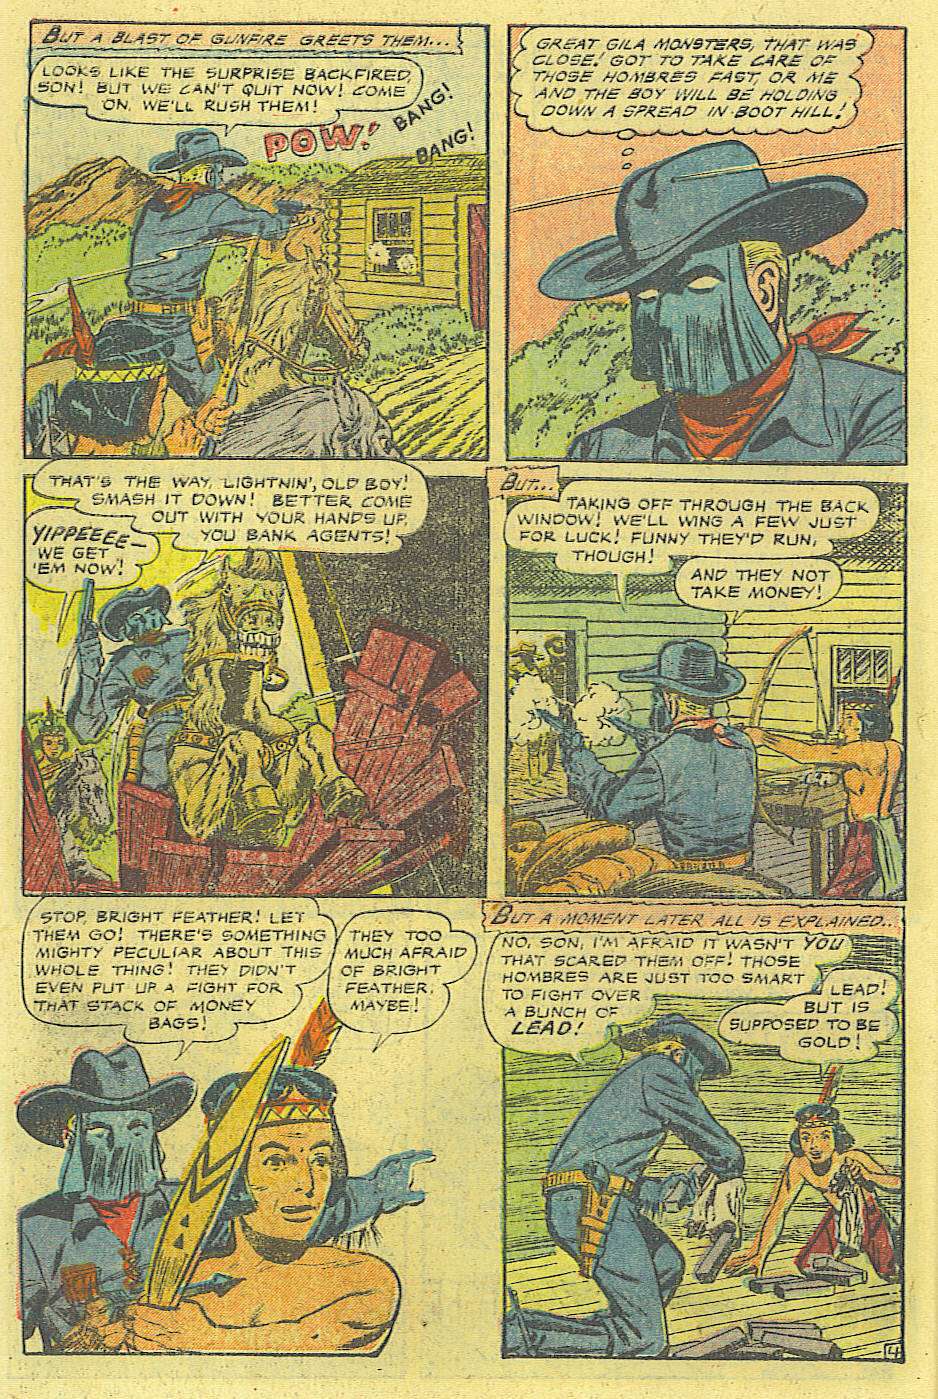 BUT A BLAST OF GUNFIRE GREETS THEM...
LOOKS LIKE THE SURPRISE BACKFIRED,
SON! BUT WE CAN'T QUIT NOW! COME
ON, WE'LL RUSH THEM!
POW!
BANG!
BANG!
GREAT GILA MONSTERS, THAT WAS
CLOSE! GOT TO TAKE CARE OF
THOSE HOMBRES FAST, OR ME
AND THE BOY WILL BE HOLDING
DOWN A SPREAD IN BOOT HILL!
THAT'S THE WAY, LIGHTNIN', OLD BOY!
SMASH IT DOWN! BETTER COME
OUT WITH YOUR HANDS UP,
YOU BANK AGENTS!
YIPPEEEE—
WE GET
'EM NOW!
BUT...
TAKING OFF THROUGH THE BACK
WINDOW! WE'LL WING A FEW JUST
FOR LUCK! FUNNY THEY'D RUN,
THOUGH!
AND THEY NOT
TAKE MONEY!
STOP, BRIGHT FEATHER! LET
THEM GO! THERE'S SOMETHING
MIGHTY PECULIAR ABOUT THIS
WHOLE THING! THEY DIDN'T
EVEN PUT UP A FIGHT FOR
THAT STACK OF MONEY
BAGS!
THEY TOO
MUCH AFRAID
OF BRIGHT
FEATHER,
MAYBE!
BUT A MOMENT LATER ALL IS EXPLAINED...
NO, SON, I'M AFRAID IT WASN'T YOU
THAT SCARED THEM OFF! THOSE
HOMBRES ARE JUST TOO SMART
TO FIGHT OVER
A BUNCH OF
LEAD!
LEAD!
BUT IS
SUPPOSED TO BE
GOLD!
4